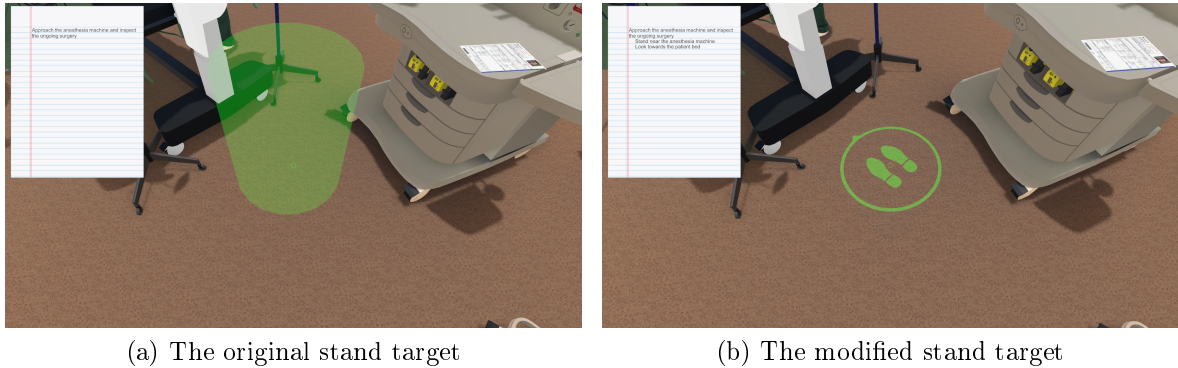 Approach the anesthesia machine and inspect
the ongoing surgery
Approach the anesthesia machine and inspect
the ongoing surgery
Stand near the anesthesia machine
Look towards the patient bed
(a) The original stand target
(b) The modified stand target